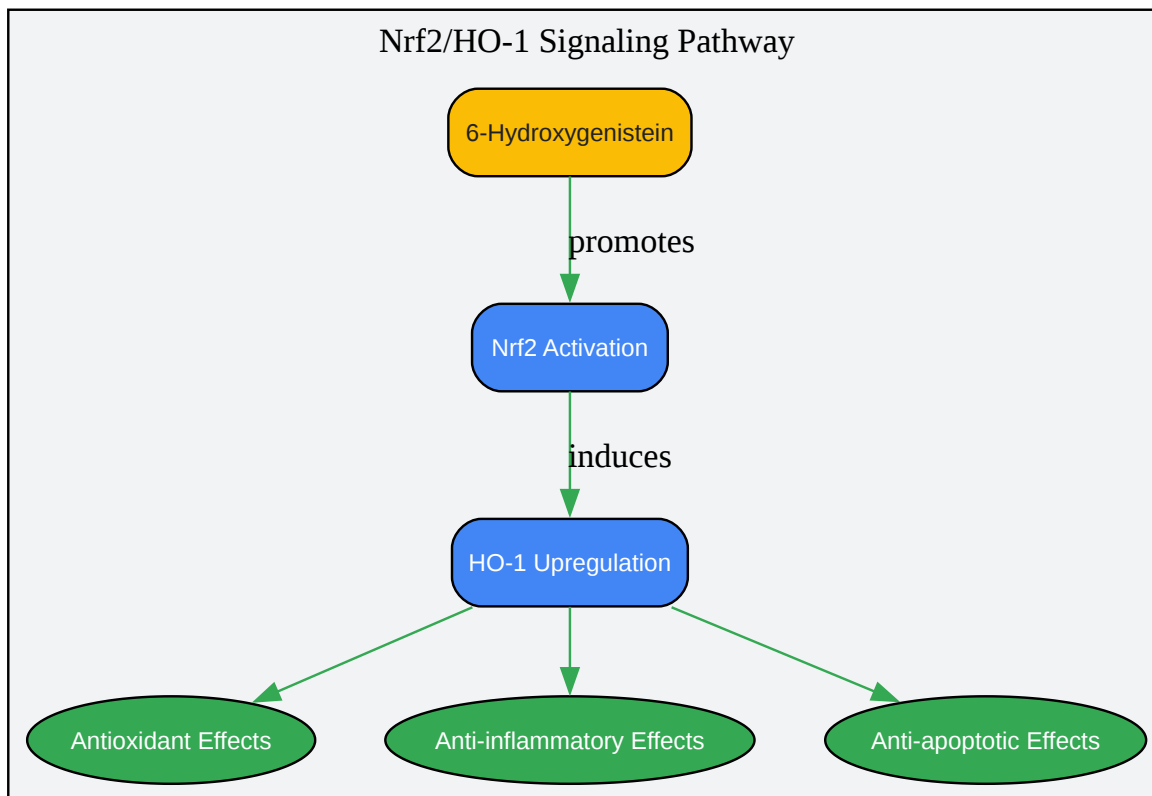 Nrf2/HO-1 Signaling Pathway
6-Hydroxygenistein
promotes
Nrf2 Activation
induces
HO-1 Upregulation
Antioxidant Effects
Anti-inflammatory Effects
Anti-apoptotic Effects